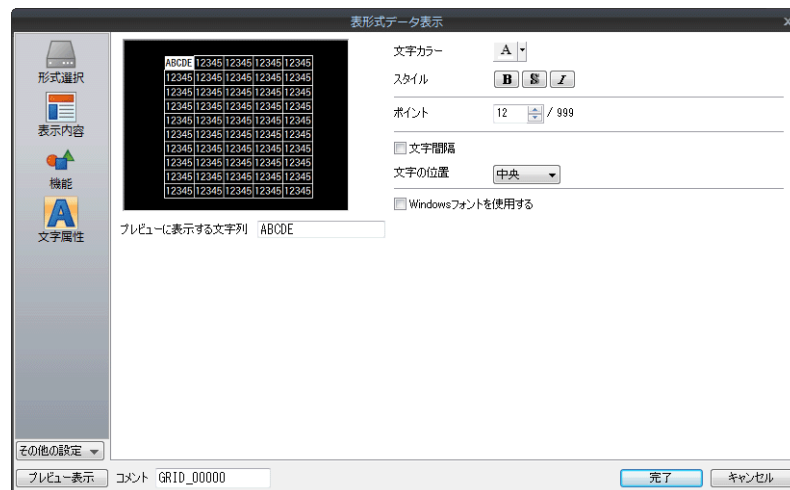 表形式データ表示
形式選択
表示内容
機能
文字属性
ABCDE 12345 12345 12345 12345
12345 12345 12345 12345 12345
12345 12345 12345 12345 12345
12345 12345 12345 12345 12345
12345 12345 12345 12345 12345
12345 12345 12345 12345 12345
12345 12345 12345 12345 12345
12345 12345 12345 12345 12345
12345 12345 12345 12345 12345
12345 12345 12345 12345 12345
プレビューに表示する文字列 ABCDE
文字カラー A
スタイル B S I
ポイント 12 / 999
文字間隔
文字の位置 中央
Windowsフォントを使用する
その他の設定
プレビュー表示 コメント GRID_00000 完了 キャンセル